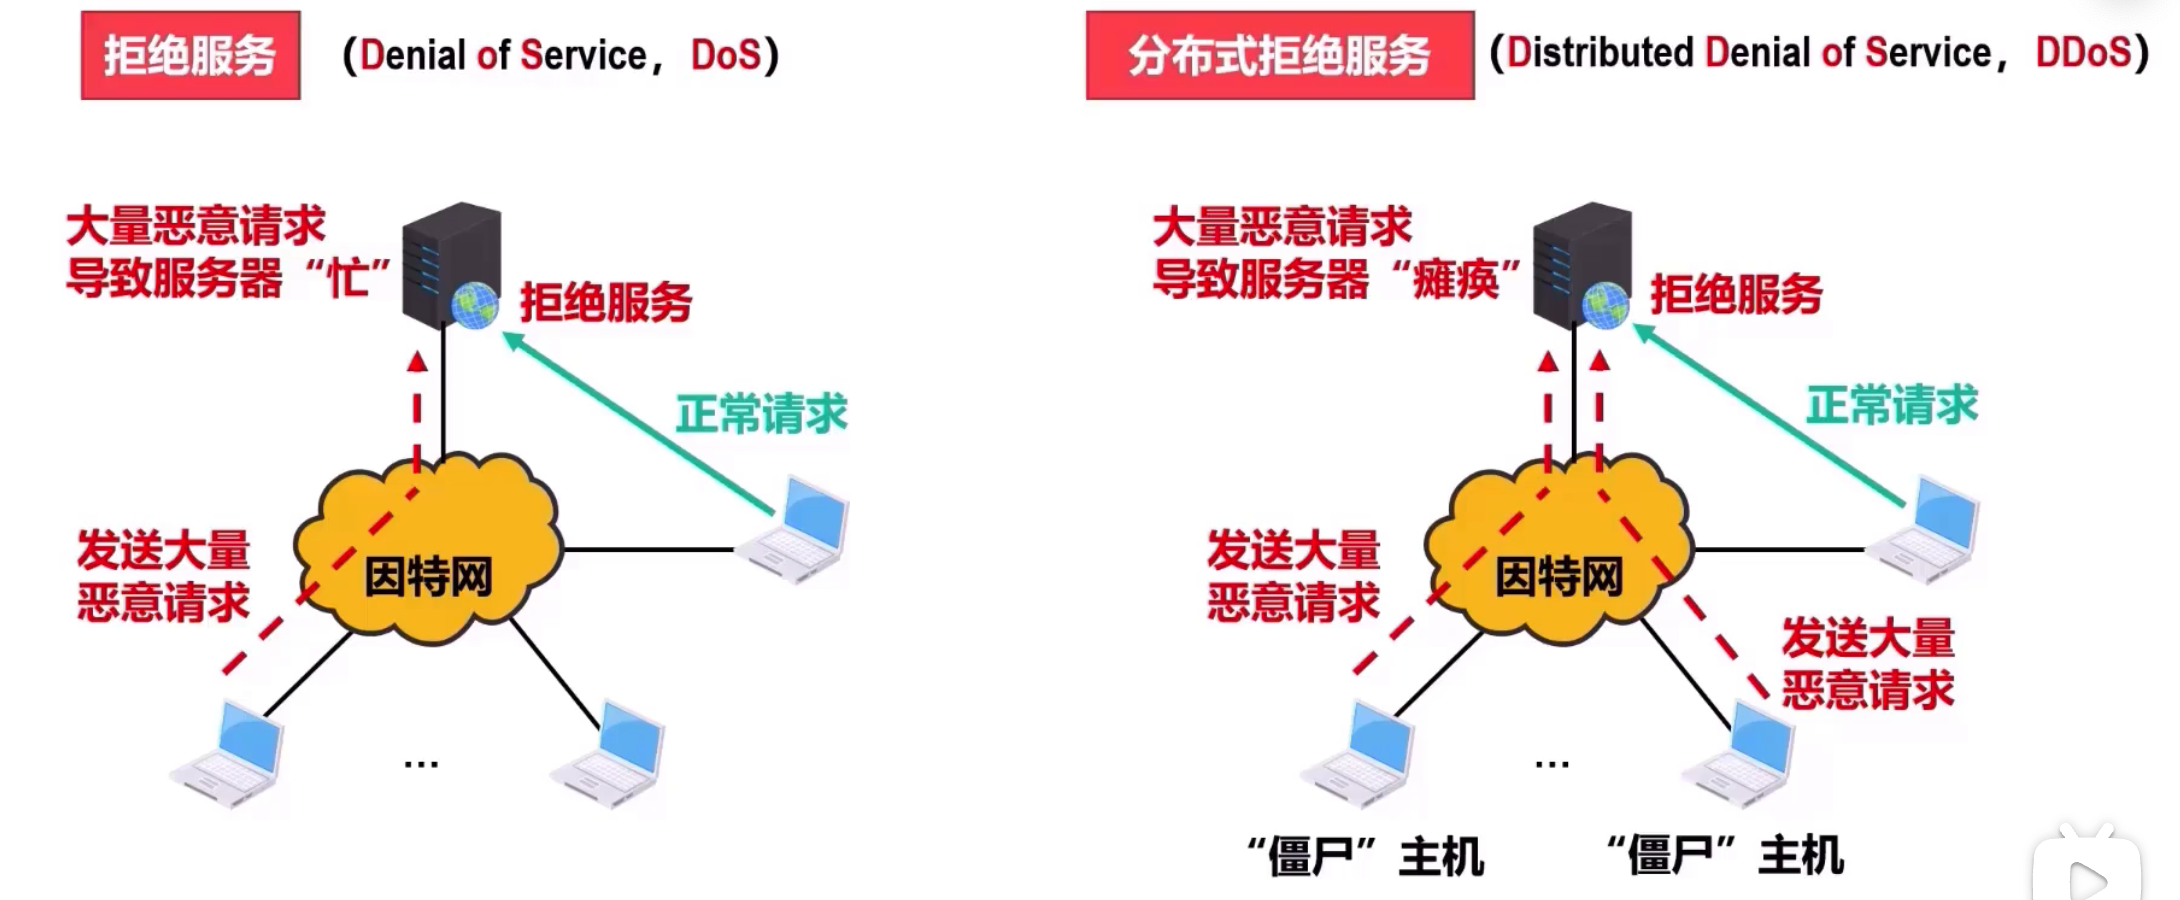 拒绝服务 (Denial of Service, DoS)
大量恶意请求
导致服务器“忙”
拒绝服务
正常请求
发送大量
恶意请求
因特网
...
分布式拒绝服务 (Distributed Denial of Service, DDoS)
大量恶意请求
导致服务器“瘫痪”
拒绝服务
正常请求
发送大量
恶意请求
因特网
发送大量
恶意请求
...
“僵尸”主机
“僵尸”主机